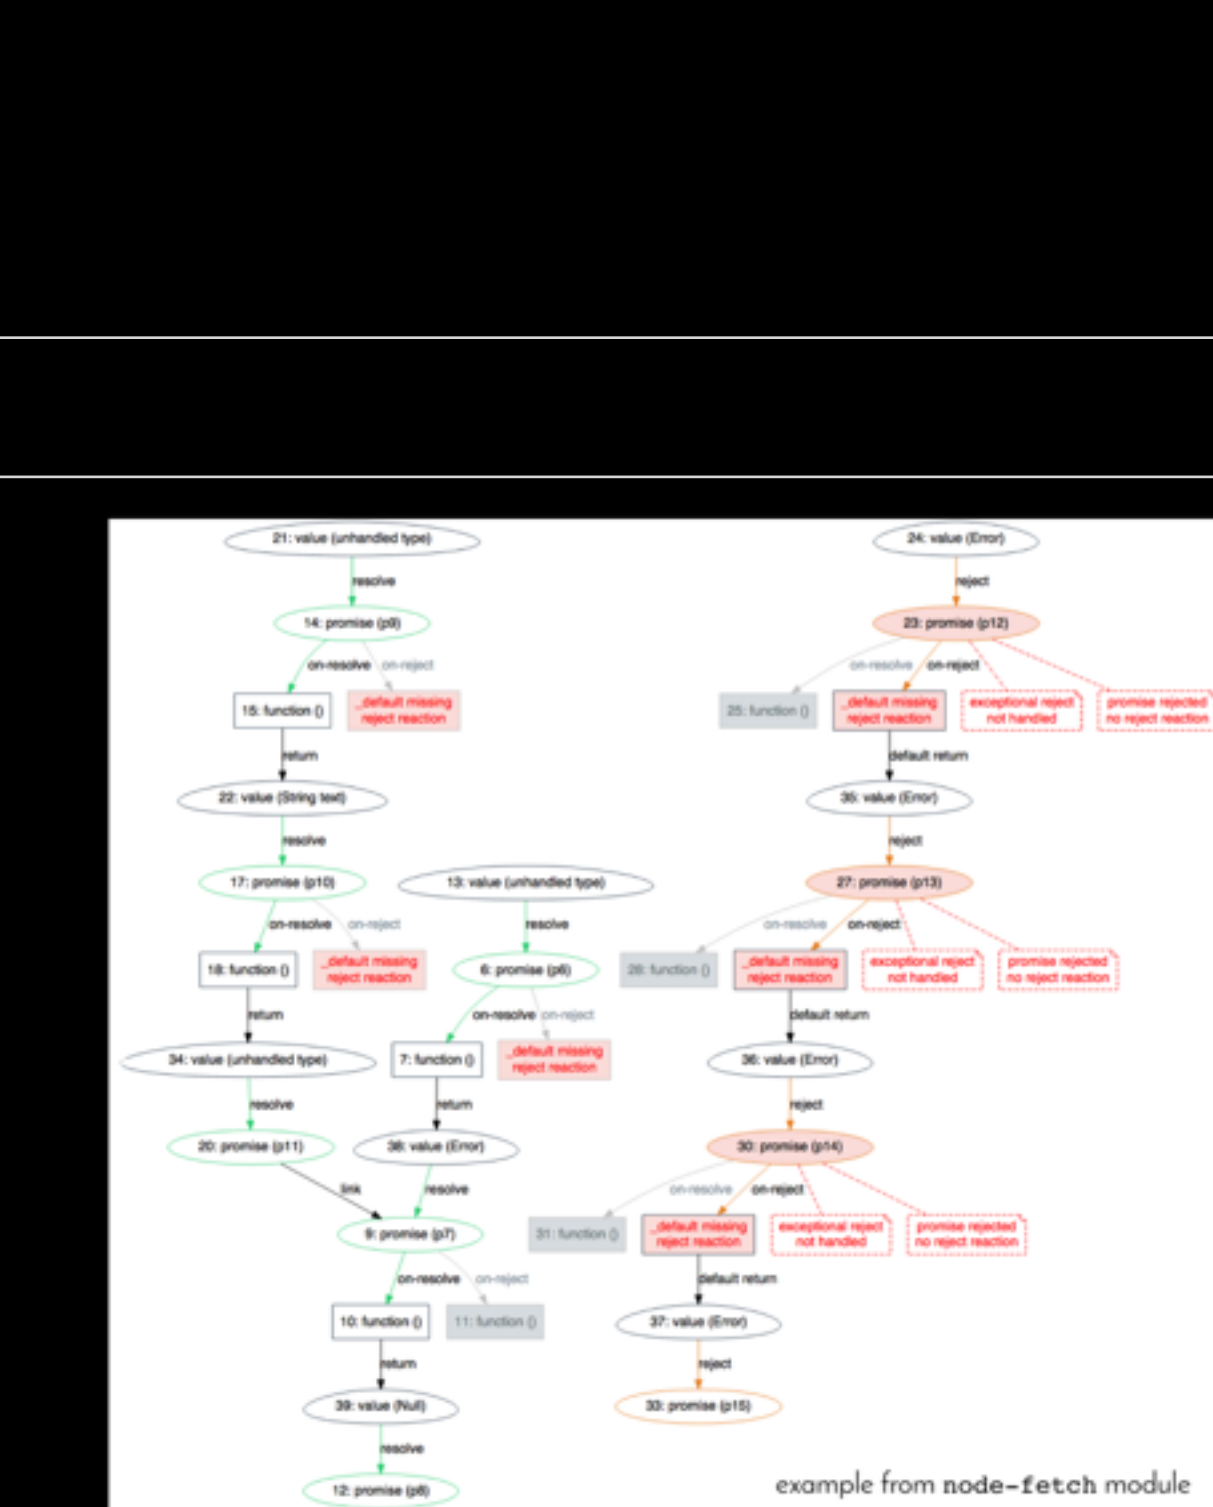 21: value (unhandled type)
24: value (Error)
resolve
reject
14: promise (p9)
23: promise (p12)
on-resolve
on-reject
on-resolve
on-reject
15: function ()
_default missing
reject reaction
25: function ()
_default missing
reject reaction
exceptional reject
not handled
promise rejected
no reject reaction
return
default return
22: value (String text)
35: value (Error)
resolve
reject
17: promise (p10)
13: value (unhandled type)
27: promise (p13)
on-resolve
on-reject
resolve
on-resolve
on-reject
18: function ()
_default missing
reject reaction
6: promise (p6)
28: function ()
_default missing
reject reaction
exceptional reject
not handled
promise rejected
no reject reaction
return
on-resolve
on-reject
default return
34: value (unhandled type)
7: function ()
_default missing
reject reaction
36: value (Error)
resolve
return
reject
20: promise (p11)
38: value (Error)
30: promise (p14)
link
resolve
on-resolve
on-reject
9: promise (p7)
31: function ()
_default missing
reject reaction
exceptional reject
not handled
promise rejected
no reject reaction
on-resolve
on-reject
default return
10: function ()
11: function ()
37: value (Error)
return
reject
39: value (Null)
33: promise (p15)
resolve
12: promise (p8)
example from node-fetch module